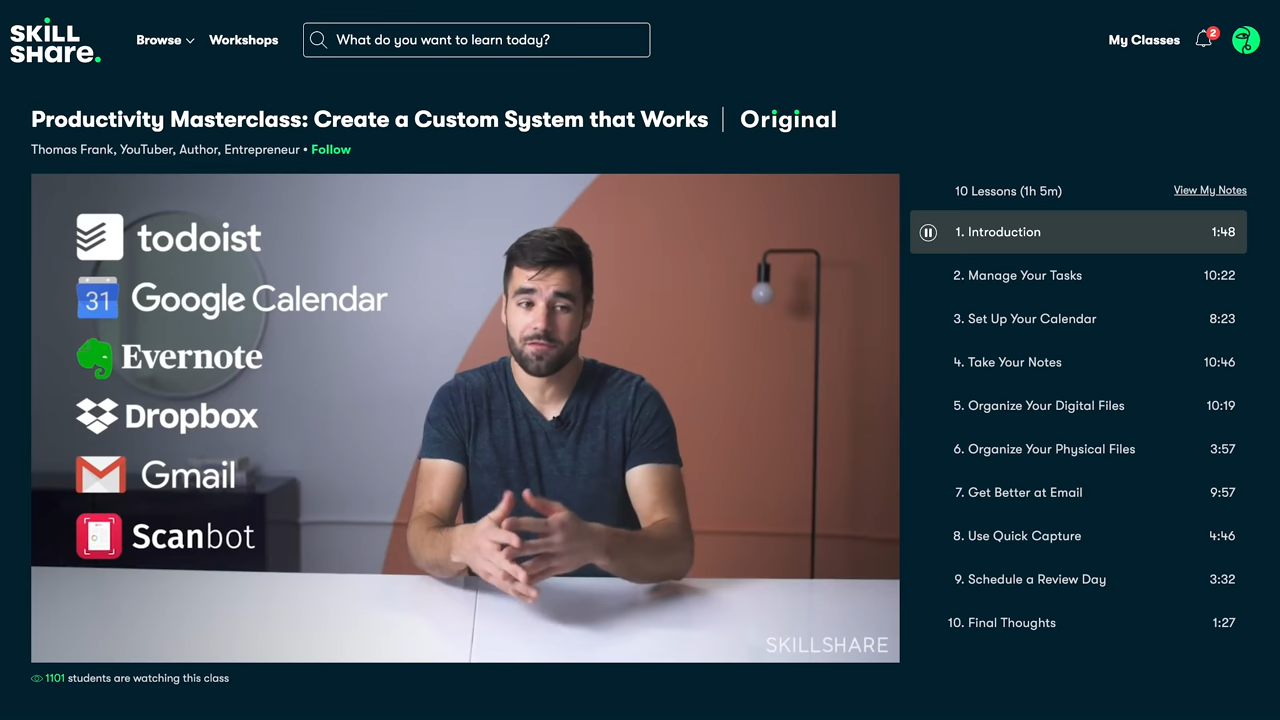 SKILL
SHARE.
Browse
Workshops
What do you want to learn today?
My Classes
2
Productivity Masterclass: Create a Custom System that Works | Original
Thomas Frank, YouTuber, Author, Entrepreneur • Follow
todoist
31 Google Calendar
Evernote
Dropbox
Gmail
Scanbot
SKILLSHARE
1101 students are watching this class
10 Lessons (1h 5m) View My Notes
1. Introduction 1:48
2. Manage Your Tasks 10:22
3. Set Up Your Calendar 8:23
4. Take Your Notes 10:46
5. Organize Your Digital Files 10:19
6. Organize Your Physical Files 3:57
7. Get Better at Email 9:57
8. Use Quick Capture 4:46
9. Schedule a Review Day 3:32
10. Final Thoughts 1:27